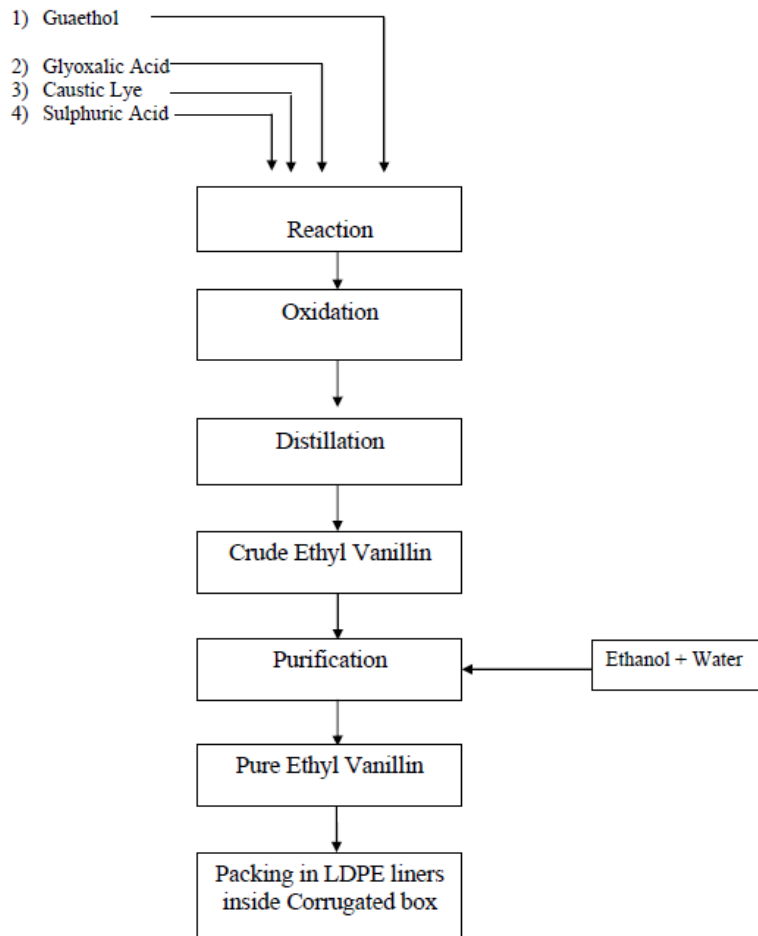 1) Guaethol
2) Glyoxalic Acid
3) Caustic Lye
4) Sulphuric Acid
Reaction
Oxidation
Distillation
Crude Ethyl Vanillin
Purification
Ethanol + Water
Pure Ethyl Vanillin
Packing in LDPE liners
inside Corrugated box